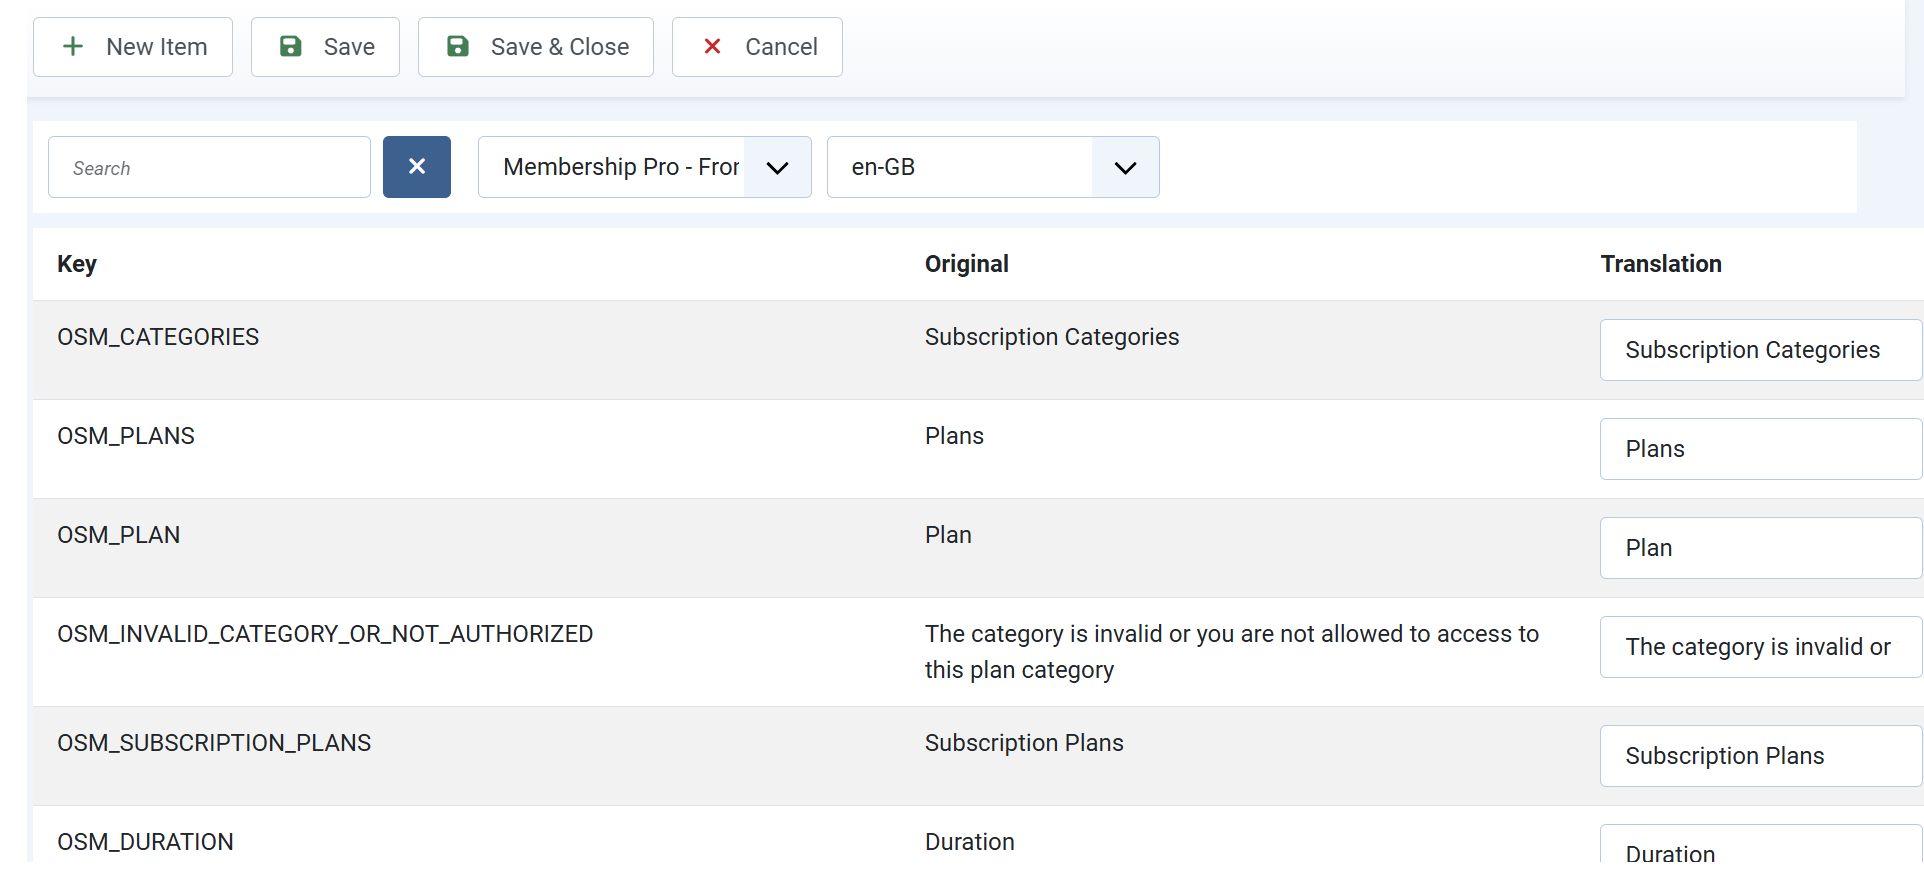 New Item Save Save & Close Cancel
Search Membership Pro - Fron en-GB
Key Original Translation
OSM_CATEGORIES Subscription Categories Subscription Categories
OSM_PLANS Plans Plans
OSM_PLAN Plan Plan
OSM_INVALID_CATEGORY_OR_NOT_AUTHORIZED The category is invalid or you are not allowed to access to The category is invalid or
this plan category
OSM_SUBSCRIPTION_PLANS Subscription Plans Subscription Plans
OSM_DURATION Duration Duration